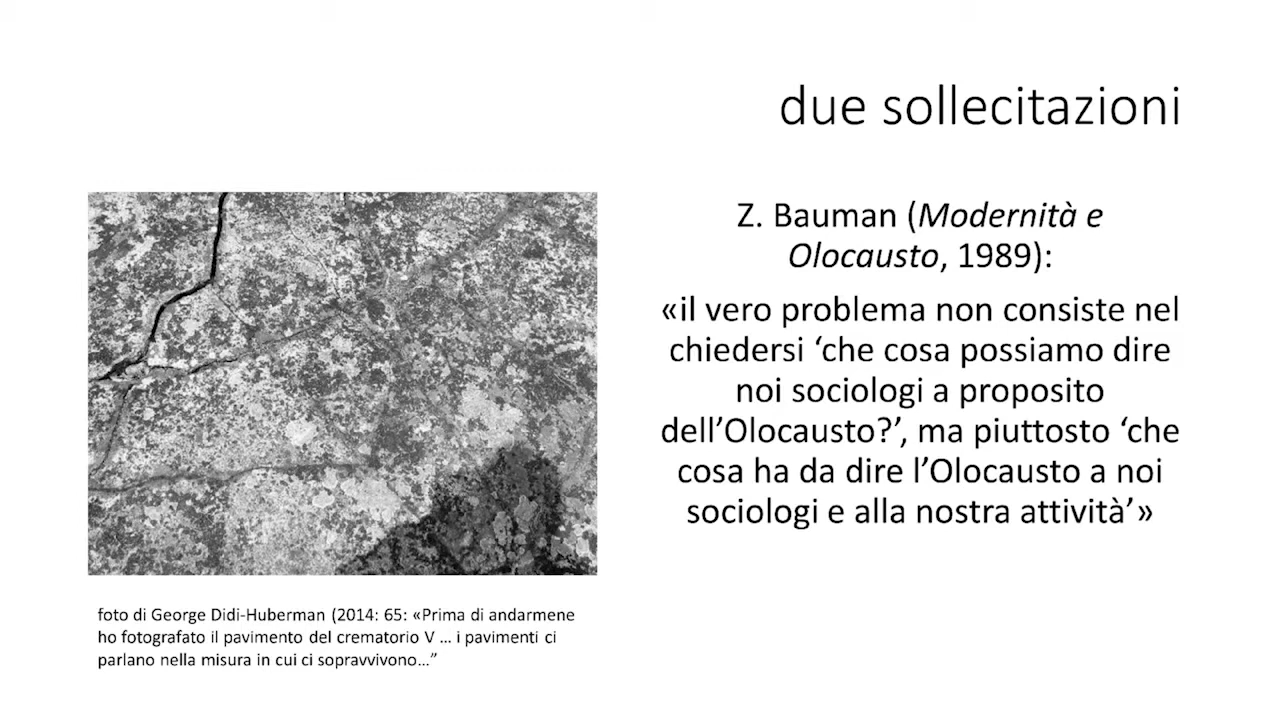 due sollecitazioni
Z. Bauman (Modernità e
Olocausto, 1989):
«il vero problema non consiste nel
chiedersi ‘che cosa possiamo dire
noi sociologi a proposito
dell’Olocausto?’, ma piuttosto ‘che
cosa ha da dire l’Olocausto a noi
sociologi e alla nostra attività’»
foto di George Didi-Huberman (2014: 65: «Prima di andarmene
ho fotografato il pavimento del crematorio V … i pavimenti ci
parlano nella misura in cui ci sopravvivono…”